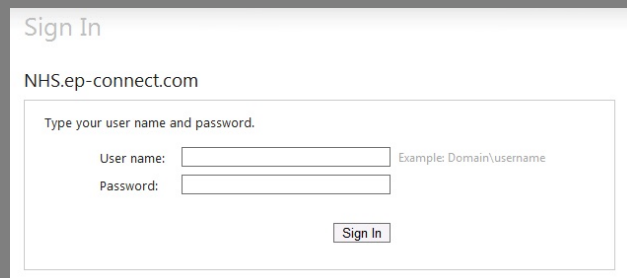 Sign In
NHS.ep-connect.com
Type your user name and password.
User name:
Example: Domain\username
Password:
Sign In